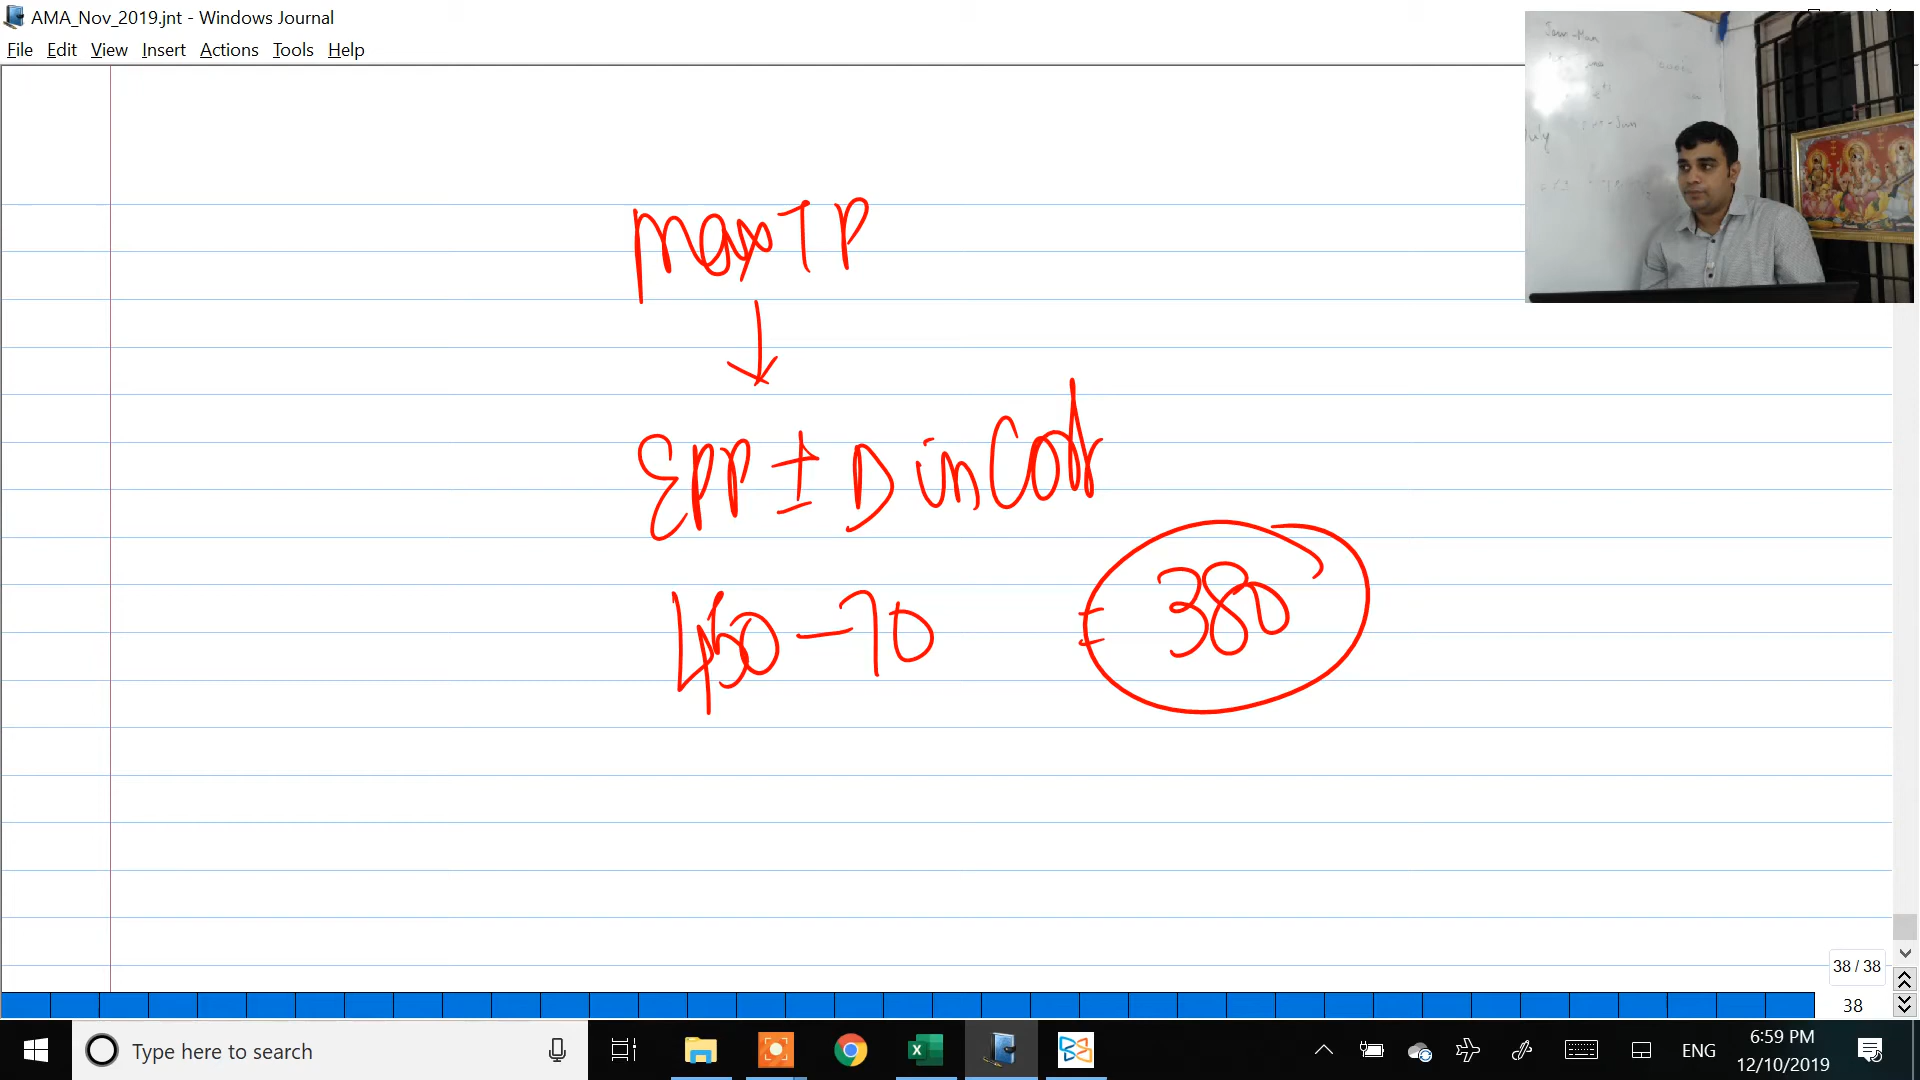 AMA_Nov_2019.jnt - Windows Journal
File Edit View Insert Actions Tools Help
Max TP
EPP ± D in Cost
450 - 70 = 380
38 / 38
38
Type here to search
ENG
6:59 PM
12/10/2019